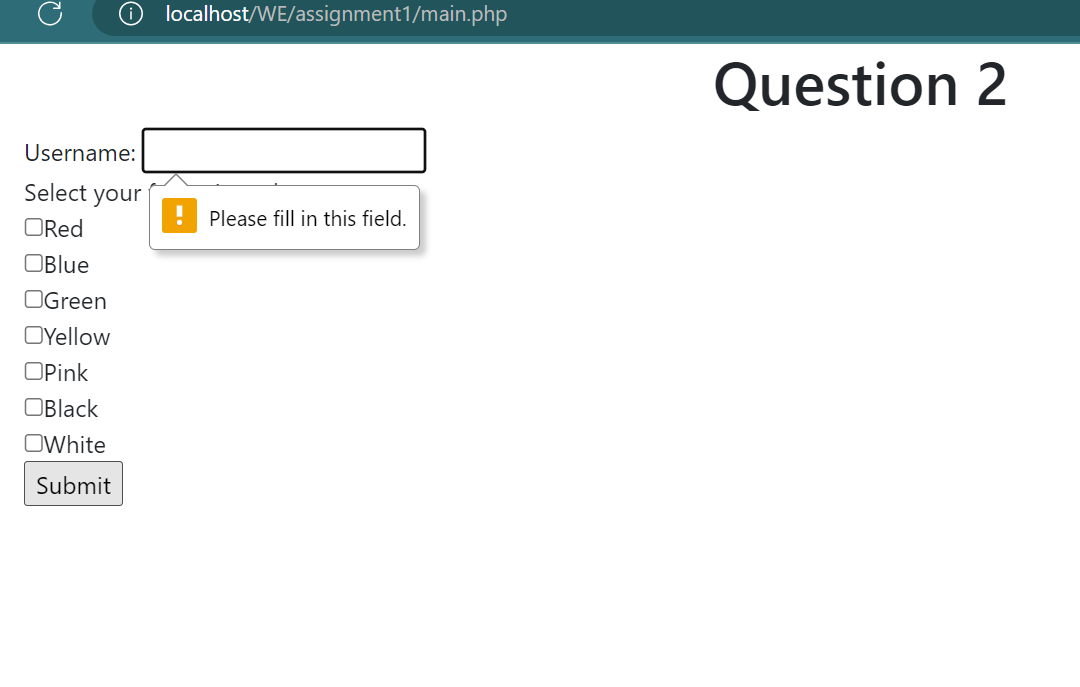 localhost/WE/assignment1/main.php
Question 2
Username:
Select your
Please fill in this field.
Red
Blue
Green
Yellow
Pink
Black
White
Submit